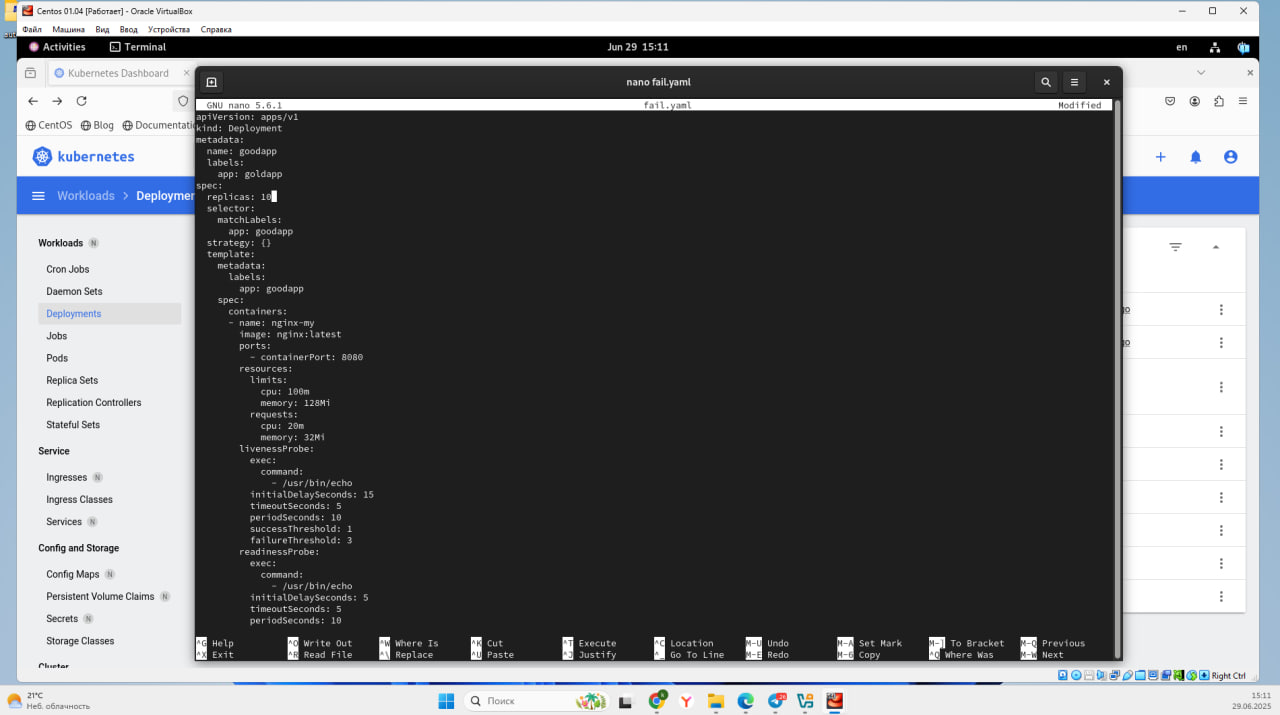 Centos 01.04 [Работает] - Oracle VirtualBox
Файл Машина Вид Ввод Устройства Справка
Activities Terminal Jun 29 15:11 en
Kubernetes Dashboard ×
CentOS Blog
kubernetes
Workloads > Deploymen
Workloads N
Cron Jobs
Daemon Sets
Deployments
Jobs
Pods
Replica Sets
Replication Controllers
Stateful Sets
Service
Ingresses N
Ingress Classes
Services N
Config and Storage
Config Maps N
Persistent Volume Claims N
Secrets N
Storage Classes
Cluster
nano fail.yaml
GNU nano 5.6.1 fail.yaml Modified
apiVersion: apps/v1
kind: Deployment
metadata:
  name: goodapp
  labels:
    app: goldapp
spec:
  replicas: 10
  selector:
    matchLabels:
      app: goodapp
  strategy: {}
  template:
    metadata:
      labels:
        app: goodapp
    spec:
      containers:
      - name: nginx-my
        image: nginx:latest
        ports:
          - containerPort: 8080
        resources:
          limits:
            cpu: 100m
            memory: 128Mi
          requests:
            cpu: 20m
            memory: 32Mi
        livenessProbe:
          exec:
            command:
              - /usr/bin/echo
          initialDelaySeconds: 15
          timeoutSeconds: 5
          periodSeconds: 10
          successThreshold: 1
          failureThreshold: 3
        readinessProbe:
          exec:
            command:
              - /usr/bin/echo
          initialDelaySeconds: 5
          timeoutSeconds: 5
          periodSeconds: 10
^G Help ^O Write Out ^W Where Is ^K Cut ^T Execute ^C Location M-U Undo M-A Set Mark M-] To Bracket M-Q Previous
^X Exit ^R Read File ^\ Replace ^U Paste ^J Justify ^_ Go To Line M-E Redo M-6 Copy ^Q Where Was M-W Next
Right Ctrl
21°C
Неб. облачность
Поиск
15:11
29.06.2025